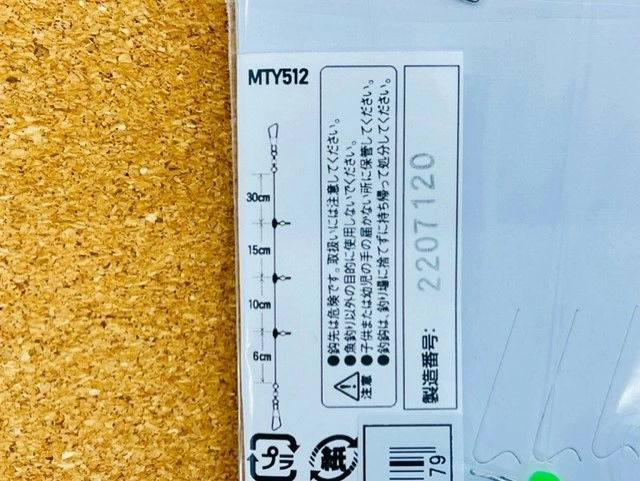 MTY512
30cm
15cm
10cm
6cm
●鈎先は危険です。取扱いには注意してください。
●魚釣り以外の目的に使用しないでください。
●子供または幼児の手の届かない所に保管してください。
●釣鈎は、釣り場に捨てずに持ち帰って処分してください。
注意
製造番号:
2207120
プラ
紙
79